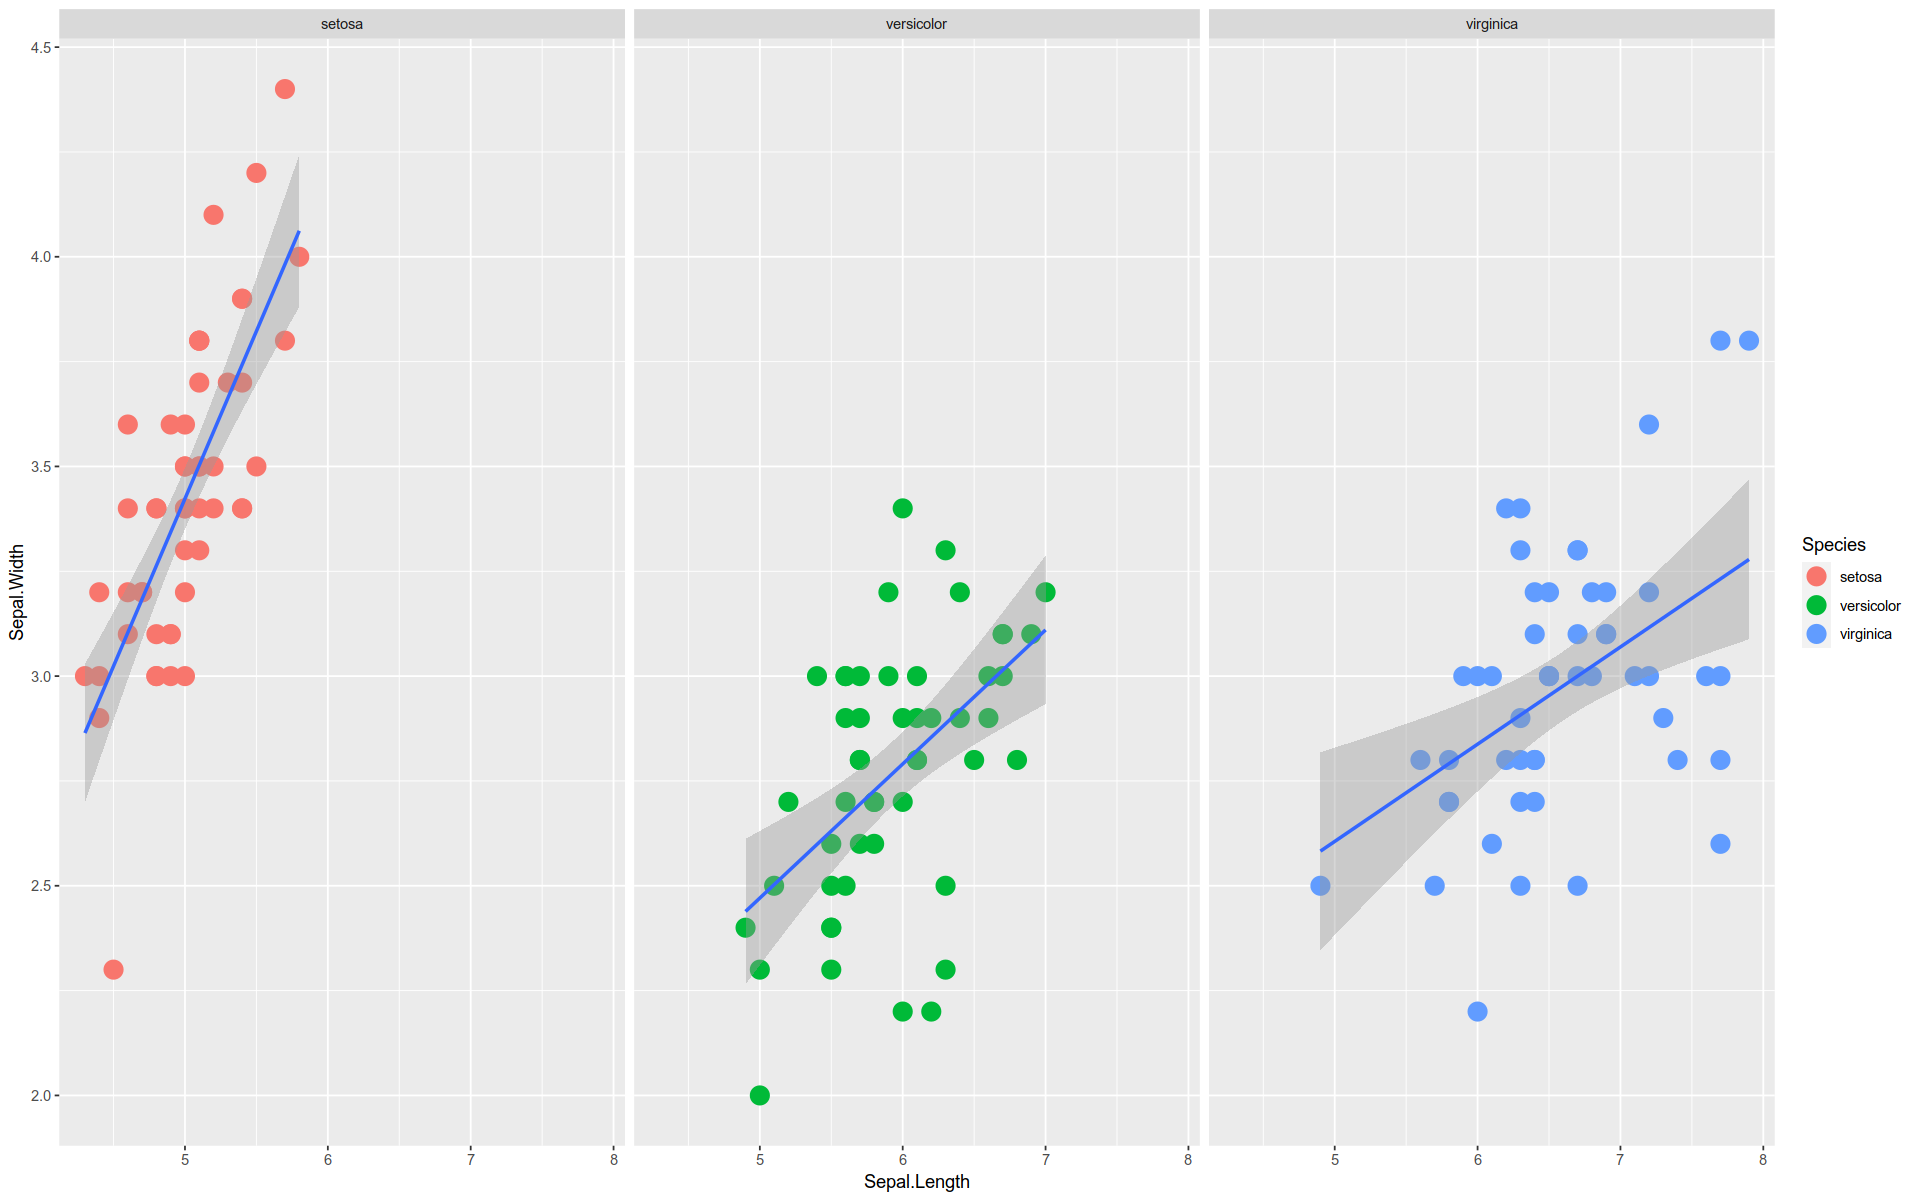 setosa versicolor virginica
4.5
4.0
3.5
3.0
2.5
2.0
Sepal.Width
5 6 7 8 5 6 7 8 5 6 7 8
Sepal.Length
Species
setosa
versicolor
virginica